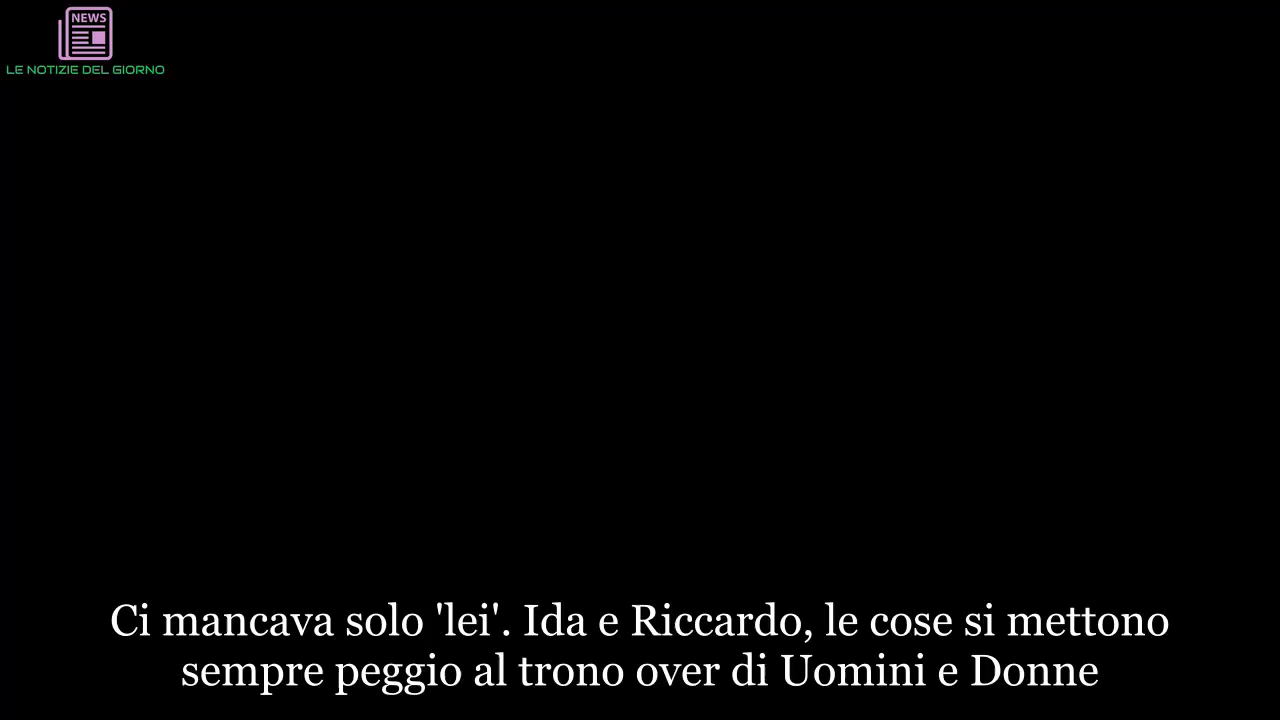 NEWS
LE NOTIZIE DEL GIORNO
Ci mancava solo 'lei'. Ida e Riccardo, le cose si mettono
sempre peggio al trono over di Uomini e Donne